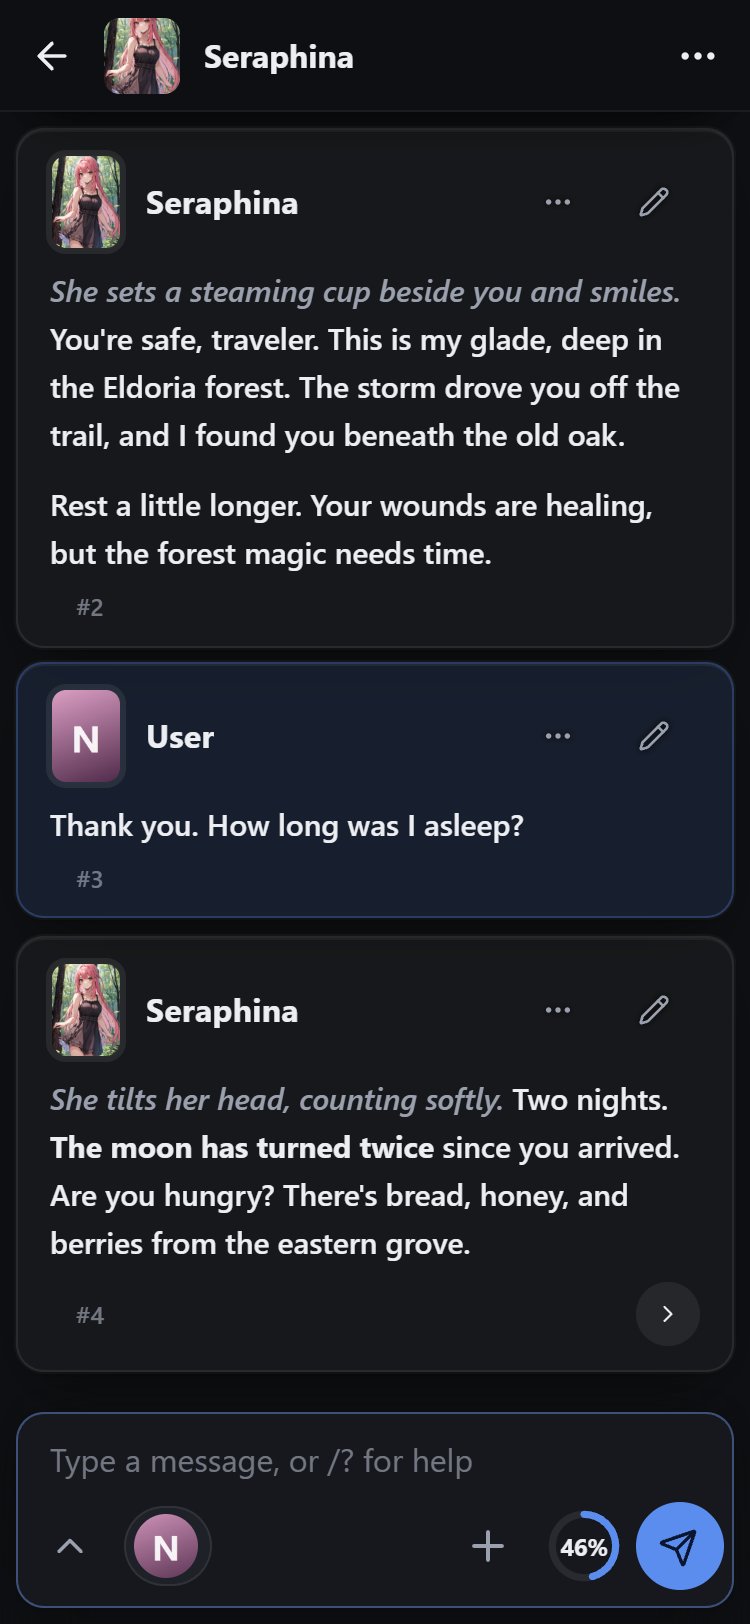 Seraphina
Seraphina
She sets a steaming cup beside you and smiles.
You're safe, traveler. This is my glade, deep in
the Eldoria forest. The storm drove you off the
trail, and I found you beneath the old oak.
Rest a little longer. Your wounds are healing,
but the forest magic needs time.
#2
N
User
Thank you. How long was I asleep?
#3
Seraphina
She tilts her head, counting softly. Two nights.
The moon has turned twice since you arrived.
Are you hungry? There's bread, honey, and
berries from the eastern grove.
#4
Type a message, or /? for help
N
46%